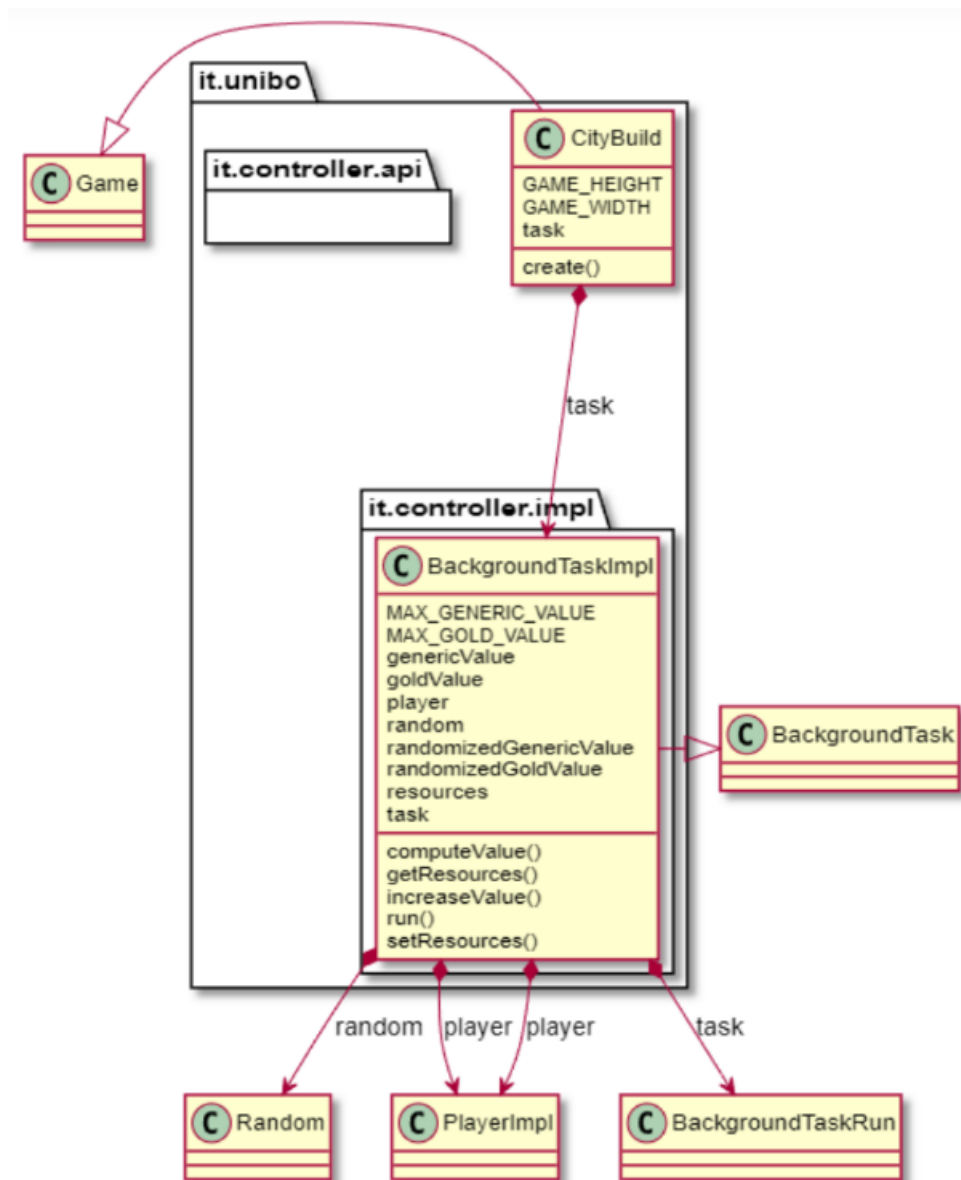 it.unibo
C CityBuild
GAME_HEIGHT
GAME_WIDTH
task
create()
it.controller.api
C Game
task
it.controller.impl
C BackgroundTaskImpl
MAX_GENERIC_VALUE
MAX_GOLD_VALUE
genericValue
goldValue
player
random
randomizedGenericValue
randomizedGoldValue
resources
task
computeValue()
getResources()
increaseValue()
run()
setResources()
C BackgroundTask
random
player
player
task
C Random
C PlayerImpl
C BackgroundTaskRun